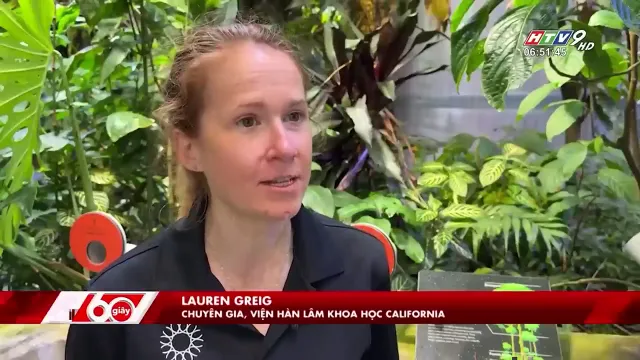 HTV9 HD
06:51:45
60 giây
LAUREN GREIG
CHUYÊN GIA, VIỆN HÀN LÂM KHOA HỌC CALIFORNIA